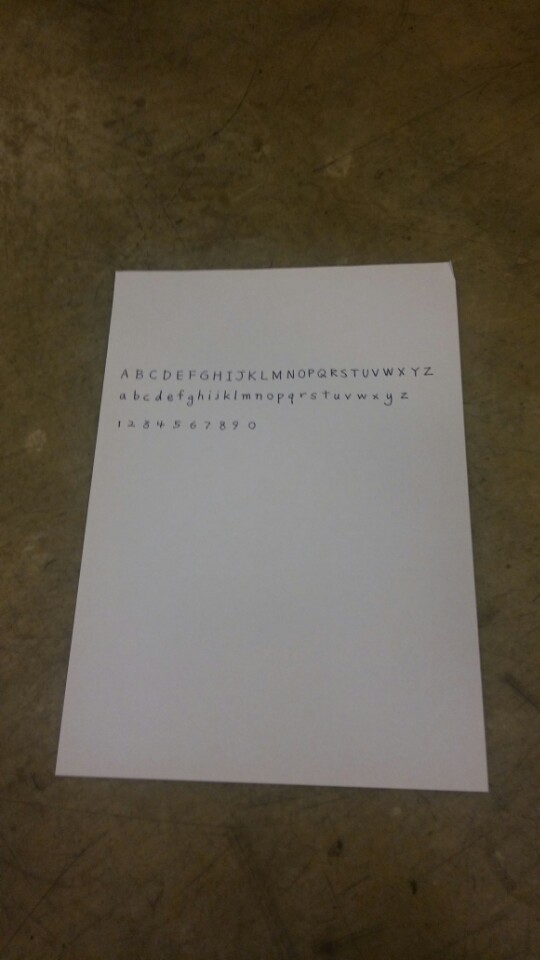 A B C D E F G H I J K L M N O P Q R S T U V W X Y Z
a b c d e f g h i j k l m n o p q r s t u v w x y z
1 2 3 4 5 6 7 8 9 0